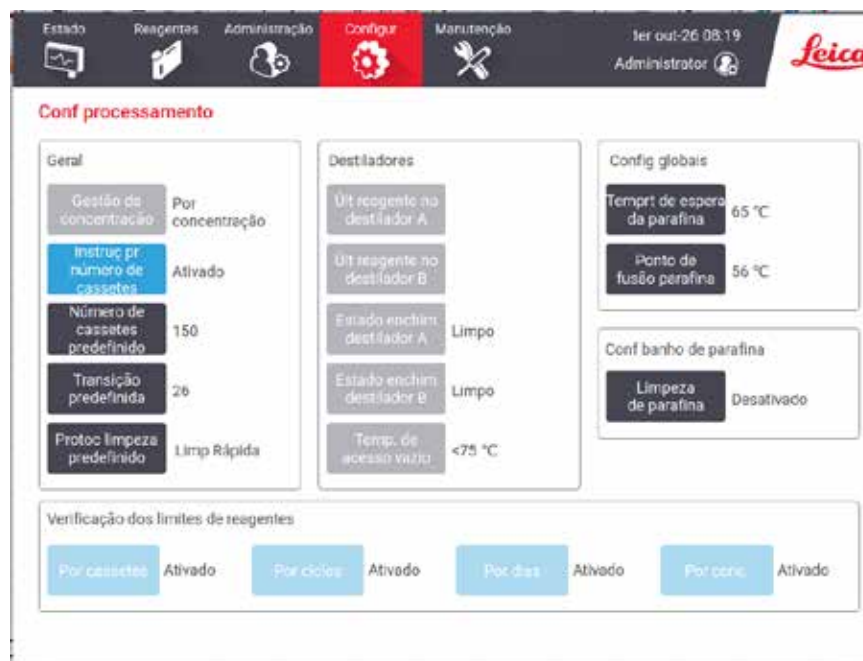 Estado Reagentes Administração Configur Manutenção
ter out-26 08:19
Administrator
Leica
Conf processamento
Geral
Gestão de
concentração
Por
concentração
Instruç pr
número de
cassetes
Ativado
Número de
cassetes
predefinido
150
Transição
predefinida
26
Protoc limpeza
predefinido
Limp Rápida
Destiladores
Últ reagente no
destilador A
Últ reagente no
destilador B
Estado enchim
destilador A
Limpo
Estado enchim
destilador B
Limpo
Temp. de
acesso vazio
<75 °C
Config globais
Temprt de espera
da parafina
65 °C
Ponto de
fusão parafina
56 °C
Conf banho de parafina
Limpeza
de parafina
Desativado
Verificação dos limites de reagentes
Por cassetes Ativado Por ciclos Ativado Por dias Ativado Por conc. Ativado